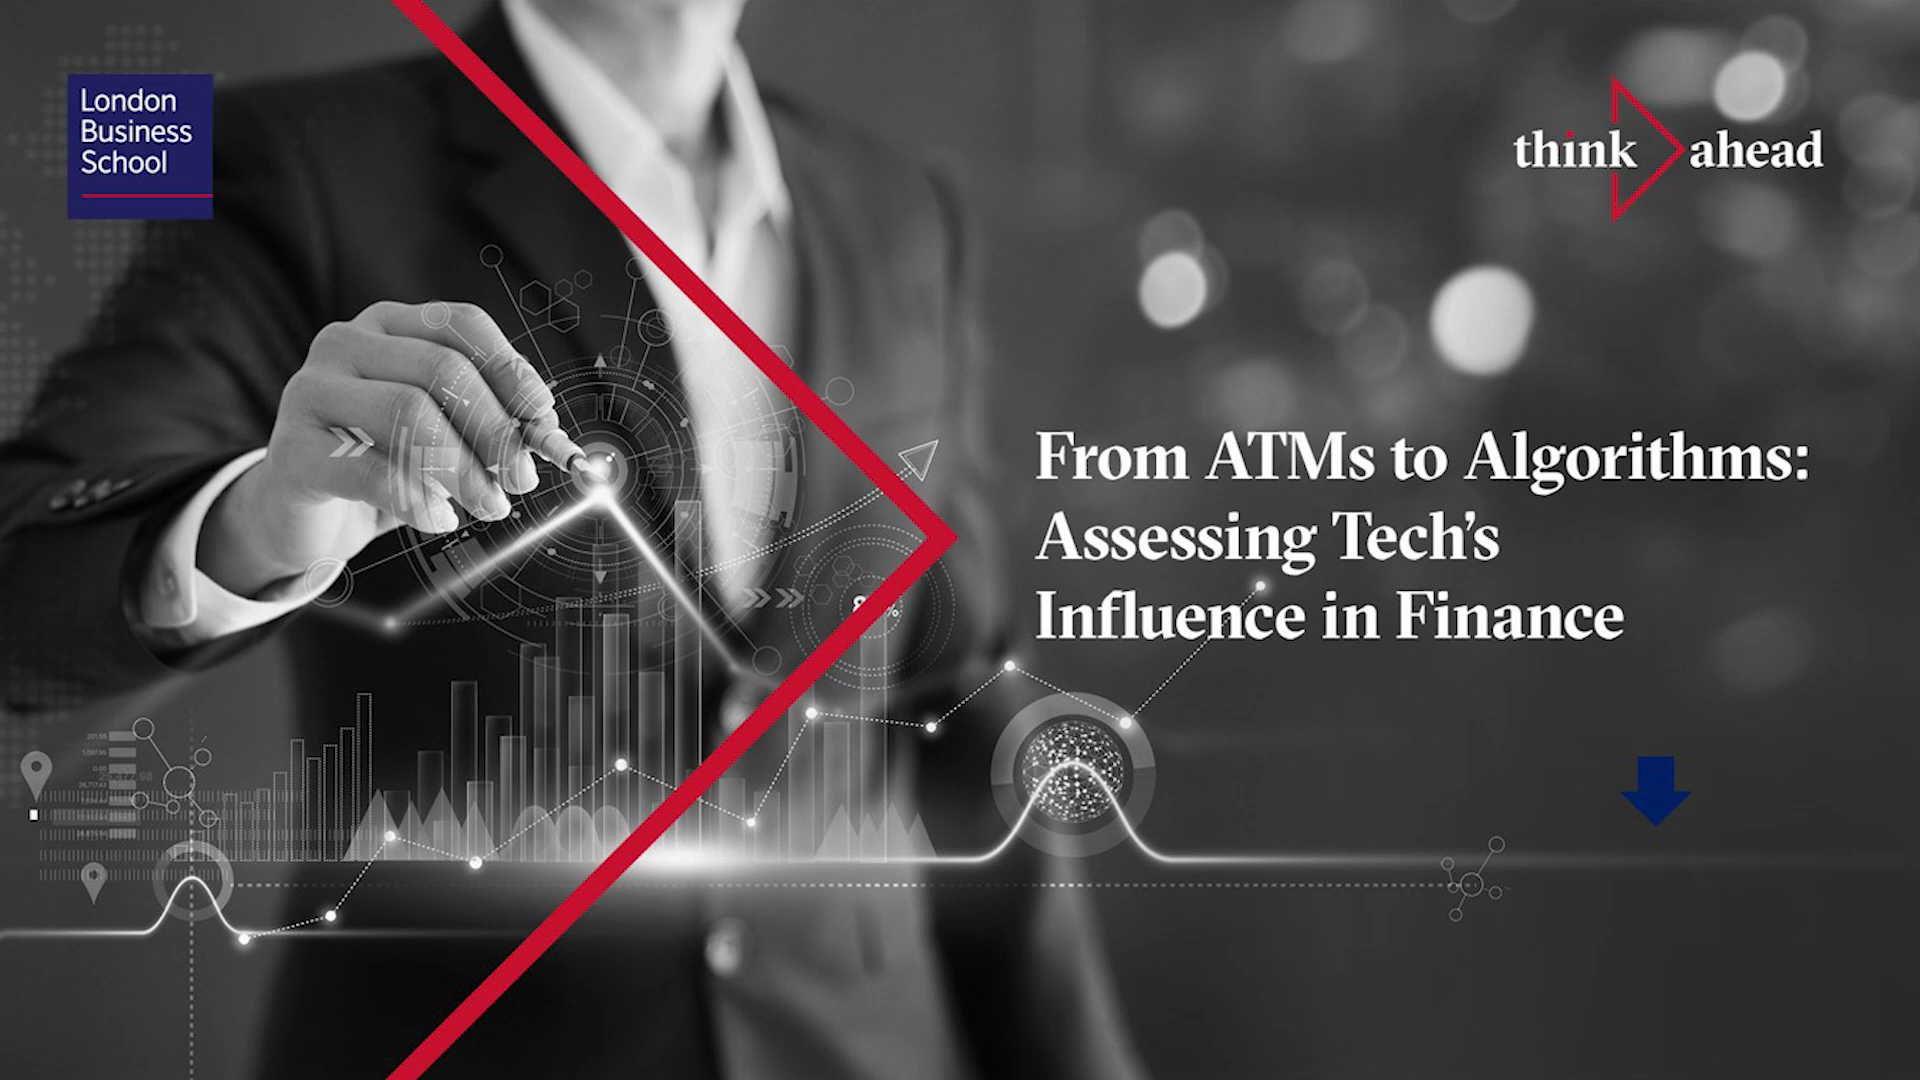 London
Business
School
think ahead
From ATMs to Algorithms:
Assessing Tech’s
Influence in Finance